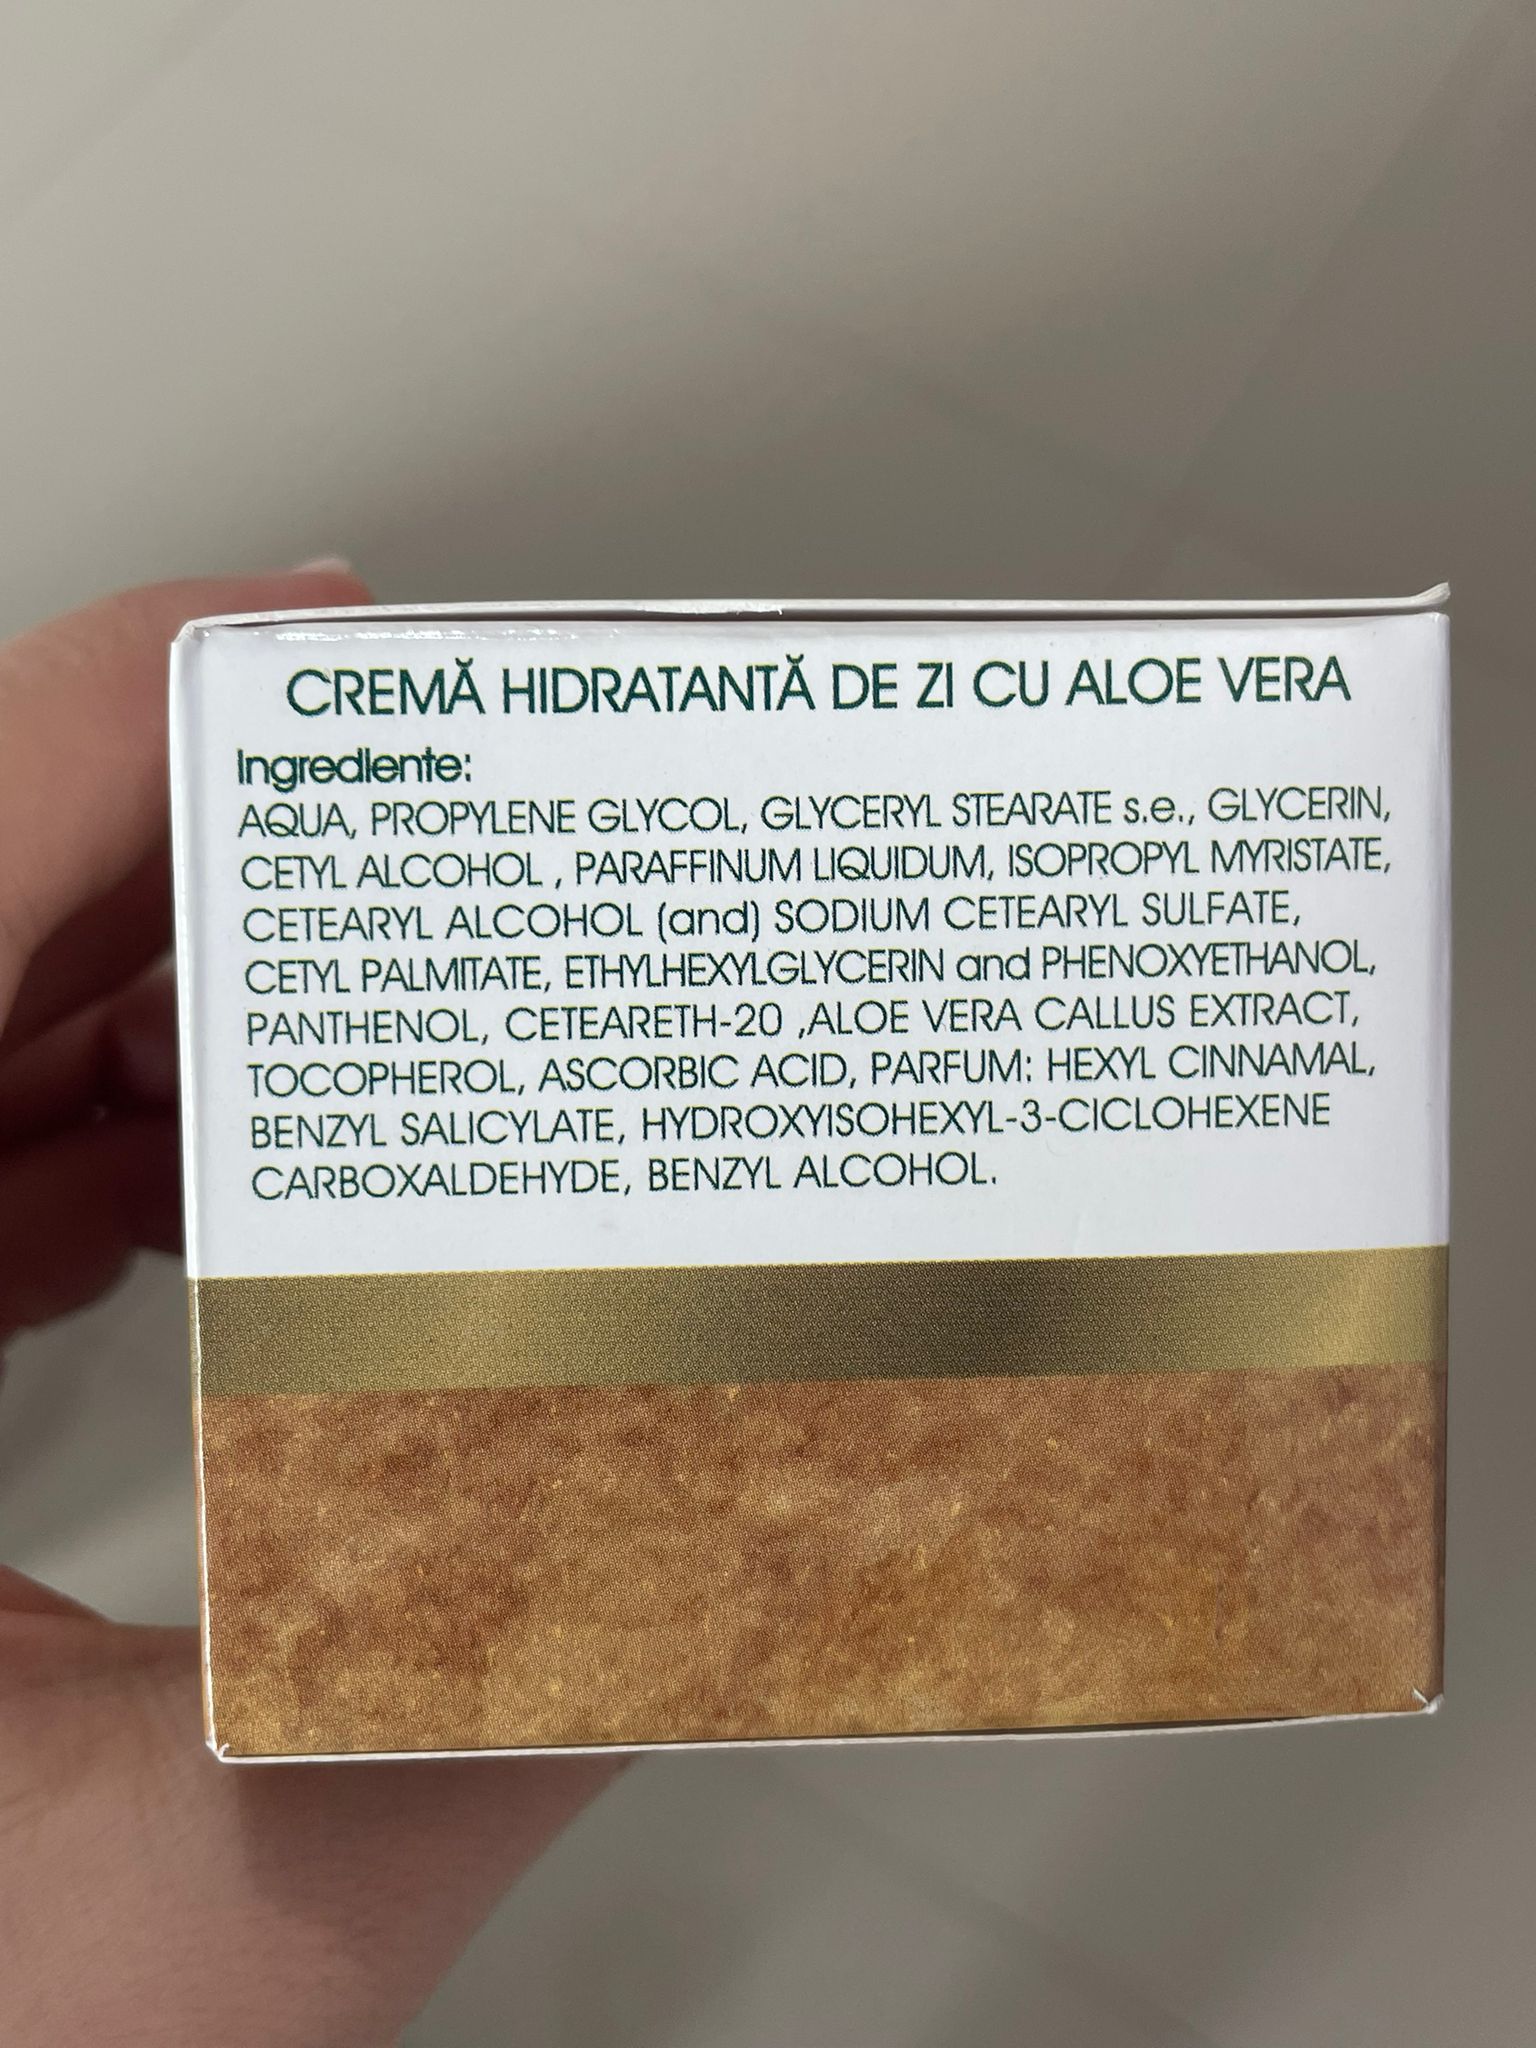 CREMĂ HIDRATANTĂ DE ZI CU ALOE VERA
Ingrediente:
AQUA, PROPYLENE GLYCOL, GLYCERYL STEARATE s.e., GLYCERIN,
CETYL ALCOHOL , PARAFFINUM LIQUIDUM, ISOPROPYL MYRISTATE,
CETEARYL ALCOHOL (and) SODIUM CETEARYL SULFATE,
CETYL PALMITATE, ETHYLHEXYLGLYCERIN and PHENOXYETHANOL,
PANTHENOL, CETEARETH-20 ,ALOE VERA CALLUS EXTRACT,
TOCOPHEROL, ASCORBIC ACID, PARFUM: HEXYL CINNAMAL,
BENZYL SALICYLATE, HYDROXYISOHEXYL-3-CICLOHEXENE
CARBOXALDEHYDE, BENZYL ALCOHOL.